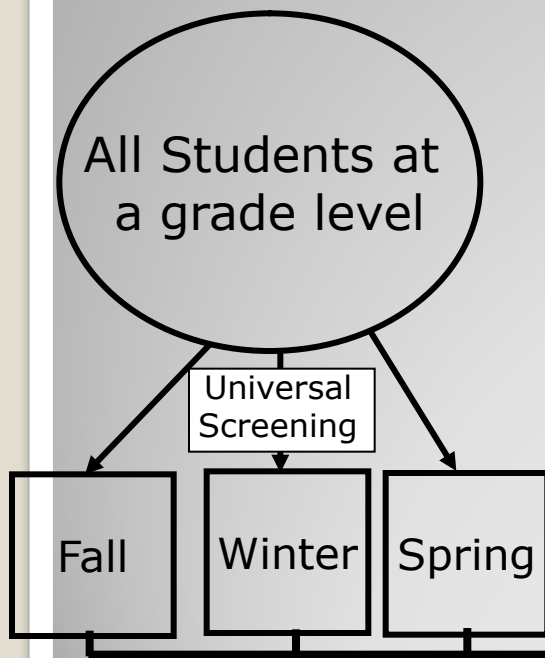 All Students at
a grade level
Universal
Screening
Fall
Winter
Spring